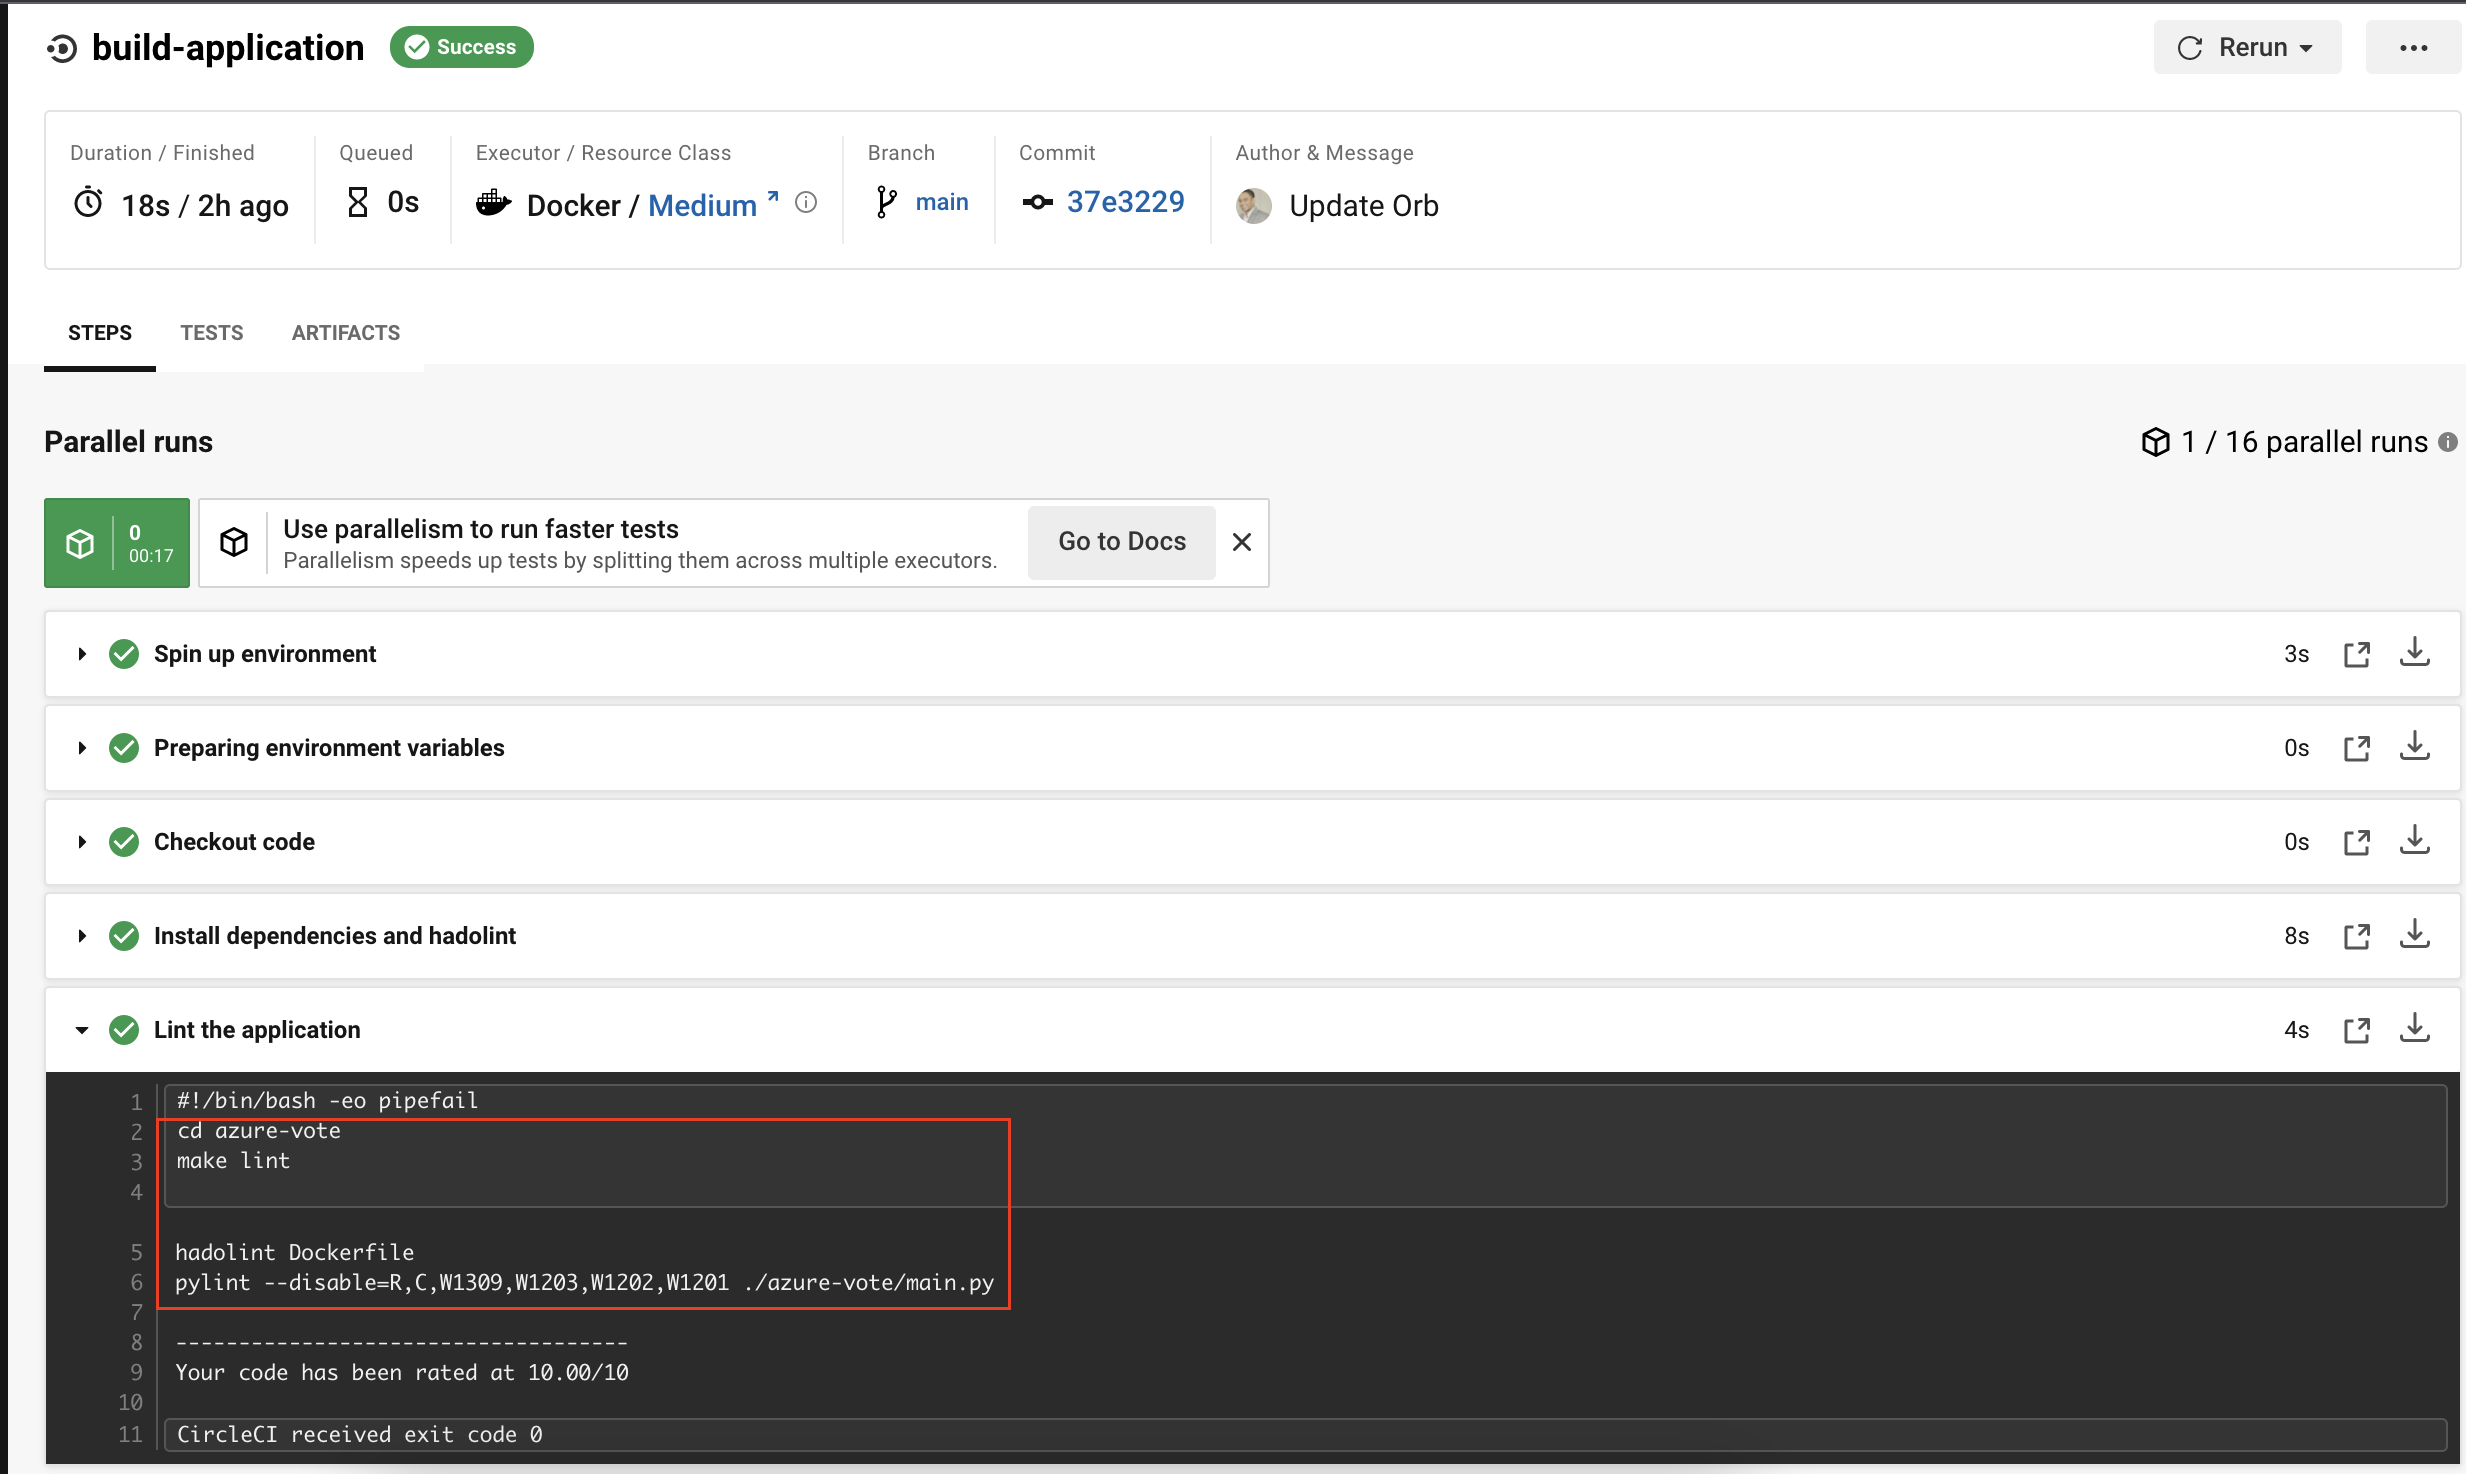 build-application Success Rerun
Duration / Finished Queued Executor / Resource Class Branch Commit Author & Message
18s / 2h ago 0s Docker / Medium main 37e3229 Update Orb
STEPS TESTS ARTIFACTS
Parallel runs 1 / 16 parallel runs
0
00:17
Use parallelism to run faster tests
Parallelism speeds up tests by splitting them across multiple executors.
Go to Docs
Spin up environment 3s
Preparing environment variables 0s
Checkout code 0s
Install dependencies and hadolint 8s
Lint the application 4s
1 #!/bin/bash -eo pipefail
2 cd azure-vote
3 make lint
4
5 hadolint Dockerfile
6 pylint --disable=R,C,W1309,W1203,W1202,W1201 ./azure-vote/main.py
7
8 ------------------------------------
9 Your code has been rated at 10.00/10
10
11 CircleCI received exit code 0